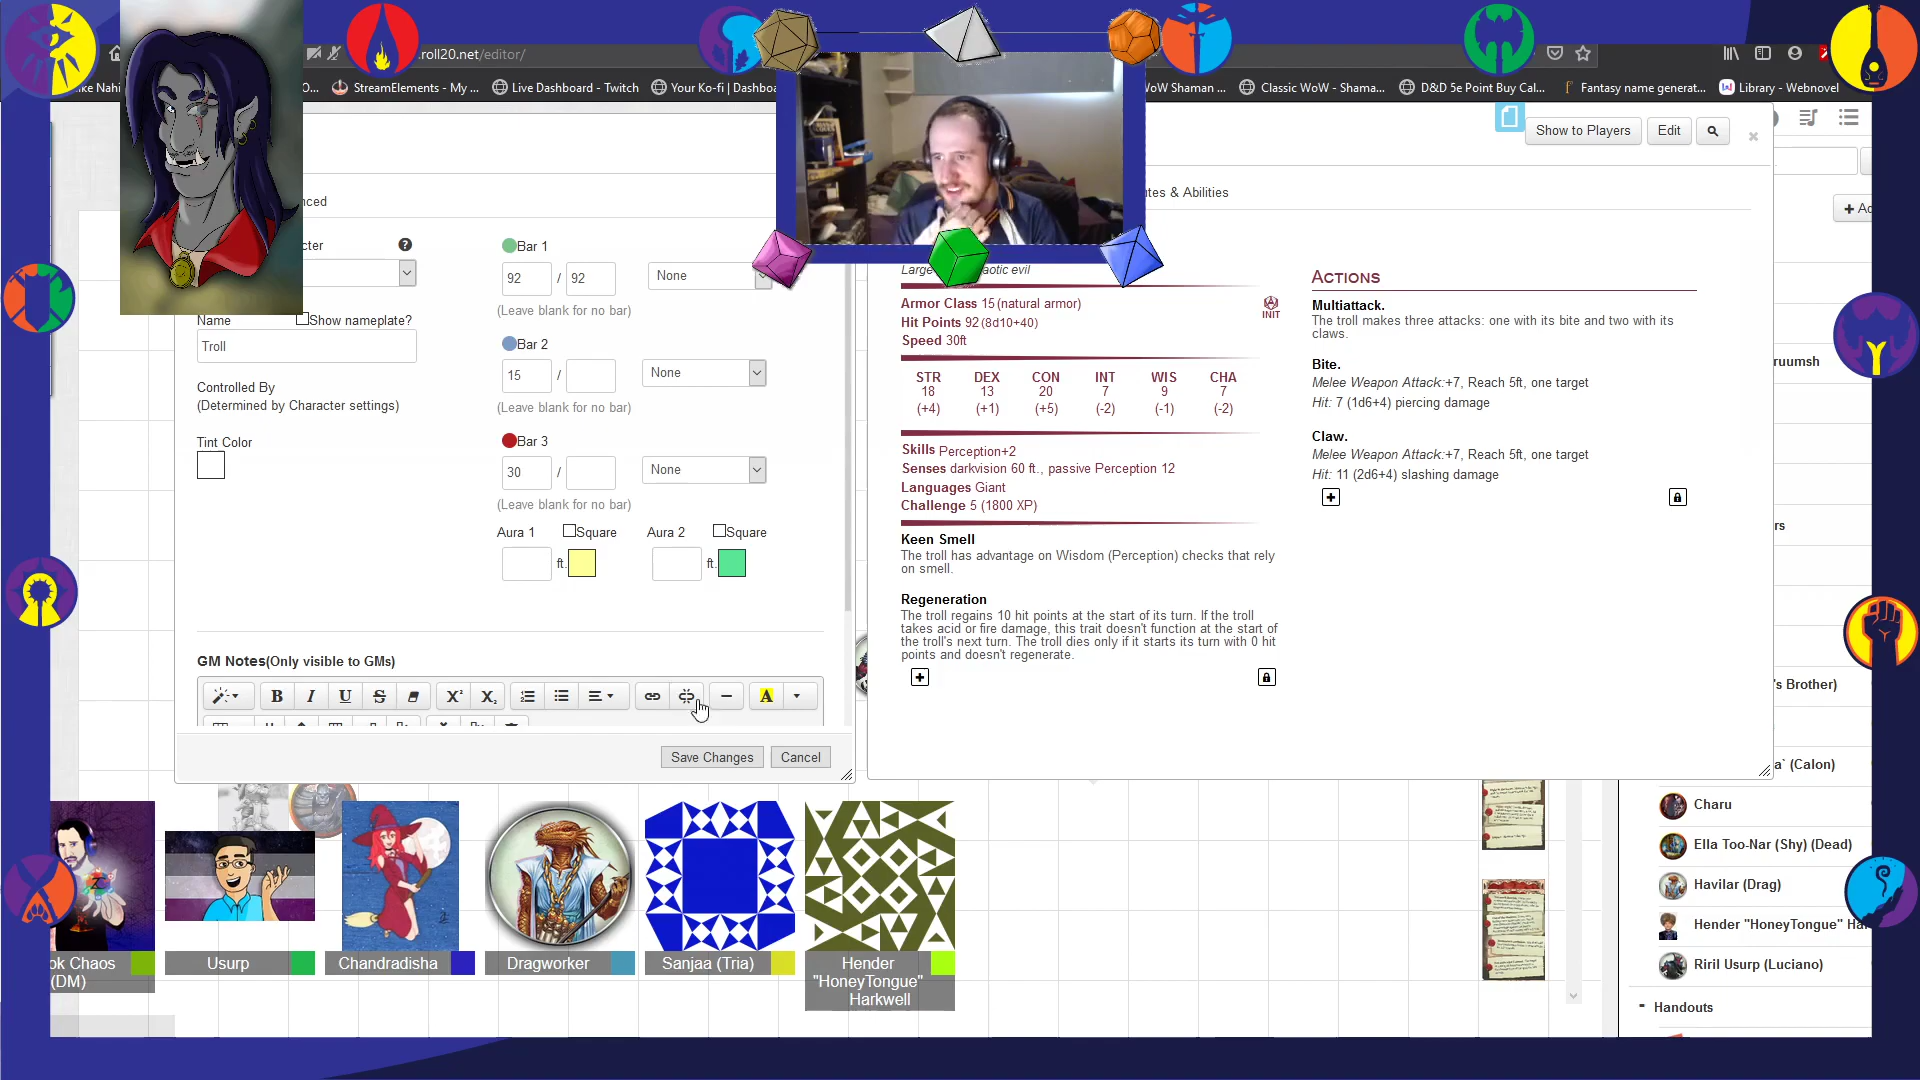 .roll20.net/editor/
ke Nahi
O...
StreamElements - My ...
Live Dashboard - Twitch
Your Ko-fi | Dashboa
WoW Shaman ...
Classic WoW - Shama...
D&D 5e Point Buy Cal...
Fantasy name generat...
Library - Webnovel
Show to Players
Edit
nced
cter
Name
Show nameplate?
Troll
Controlled By
(Determined by Character settings)
Tint Color
Bar 1
92 / 92
None
(Leave blank for no bar)
Bar 2
15 /
None
(Leave blank for no bar)
Bar 3
30 /
None
(Leave blank for no bar)
Aura 1
Square
Aura 2
Square
ft.
ft.
GM Notes(Only visible to GMs)
B I U S
Save Changes
Cancel
utes & Abilities
Large
aotic evil
Armor Class 15 (natural armor)
Hit Points 92 (8d10+40)
Speed 30ft
INIT
STR DEX CON INT WIS CHA
18 13 20 7 9 7
(+4) (+1) (+5) (-2) (-1) (-2)
Skills Perception+2
Senses darkvision 60 ft., passive Perception 12
Languages Giant
Challenge 5 (1800 XP)
Keen Smell
The troll has advantage on Wisdom (Perception) checks that rely
on smell.
Regeneration
The troll regains 10 hit points at the start of its turn. If the troll
takes acid or fire damage, this trait doesn't function at the start of
the troll's next turn. The troll dies only if it starts its turn with 0 hit
points and doesn't regenerate.
Actions
Multiattack.
The troll makes three attacks: one with its bite and two with its
claws.
Bite.
Melee Weapon Attack:+7, Reach 5ft, one target
Hit: 7 (1d6+4) piercing damage
Claw.
Melee Weapon Attack:+7, Reach 5ft, one target
Hit: 11 (2d6+4) slashing damage
+ Ad
ruumsh
rs
's Brother)
a` (Calon)
Charu
Ella Too-Nar (Shy) (Dead)
Havilar (Drag)
Hender "HoneyTongue" Ha
Riril Usurp (Luciano)
Handouts
ok Chaos
(DM)
Usurp
Chandradisha
Dragworker
Sanjaa (Tria)
Hender
"HoneyTongue"
Harkwell